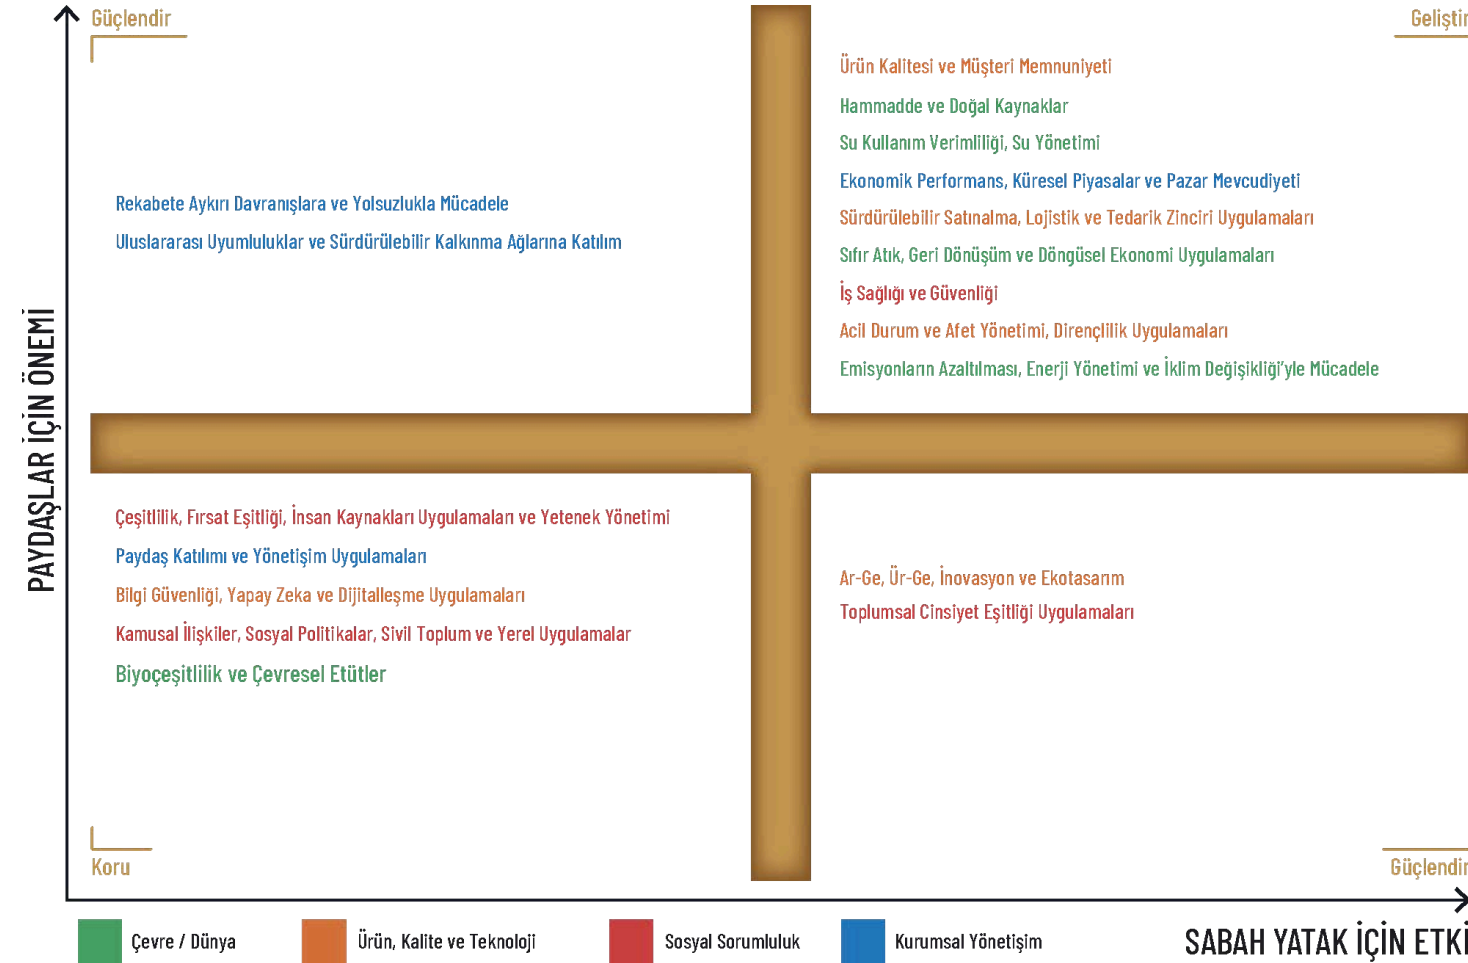 Güçlendir
Geliştir
Ürün Kalitesi ve Müşteri Memnuniyeti
Hammadde ve Doğal Kaynaklar
Su Kullanım Verimliliği, Su Yönetimi
Ekonomik Performans, Küresel Piyasalar ve Pazar Mevcudiyeti
Sürdürülebilir Satınalma, Lojistik ve Tedarik Zinciri Uygulamaları
Sıfır Atık, Geri Dönüşüm ve Döngüsel Ekonomi Uygulamaları
İş Sağlığı ve Güvenliği
Acil Durum ve Afet Yönetimi, Dirençlilik Uygulamaları
Emisyonların Azaltılması, Enerji Yönetimi ve İklim Değişikliği'yle Mücadele
Rekabete Aykırı Davranışlara ve Yolsuzlukla Mücadele
Uluslararası Uyumluluklar ve Sürdürülebilir Kalkınma Ağlarına Katılım
PAYDAŞLAR İÇİN ÖNEMİ
Çeşitlilik, Fırsat Eşitliği, İnsan Kaynakları Uygulamaları ve Yetenek Yönetimi
Paydaş Katılımı ve Yönetişim Uygulamaları
Bilgi Güvenliği, Yapay Zeka ve Dijitalleşme Uygulamaları
Kamusal İlişkiler, Sosyal Politikalar, Sivil Toplum ve Yerel Uygulamalar
Biyoçeşitlilik ve Çevresel Etütler
Ar-Ge, Ür-Ge, İnovasyon ve Ekotasarım
Toplumsal Cinsiyet Eşitliği Uygulamaları
Koru
Güçlendir
Çevre / Dünya
Ürün, Kalite ve Teknoloji
Sosyal Sorumluluk
Kurumsal Yönetişim
SABAH YATAK İÇİN ETKİ